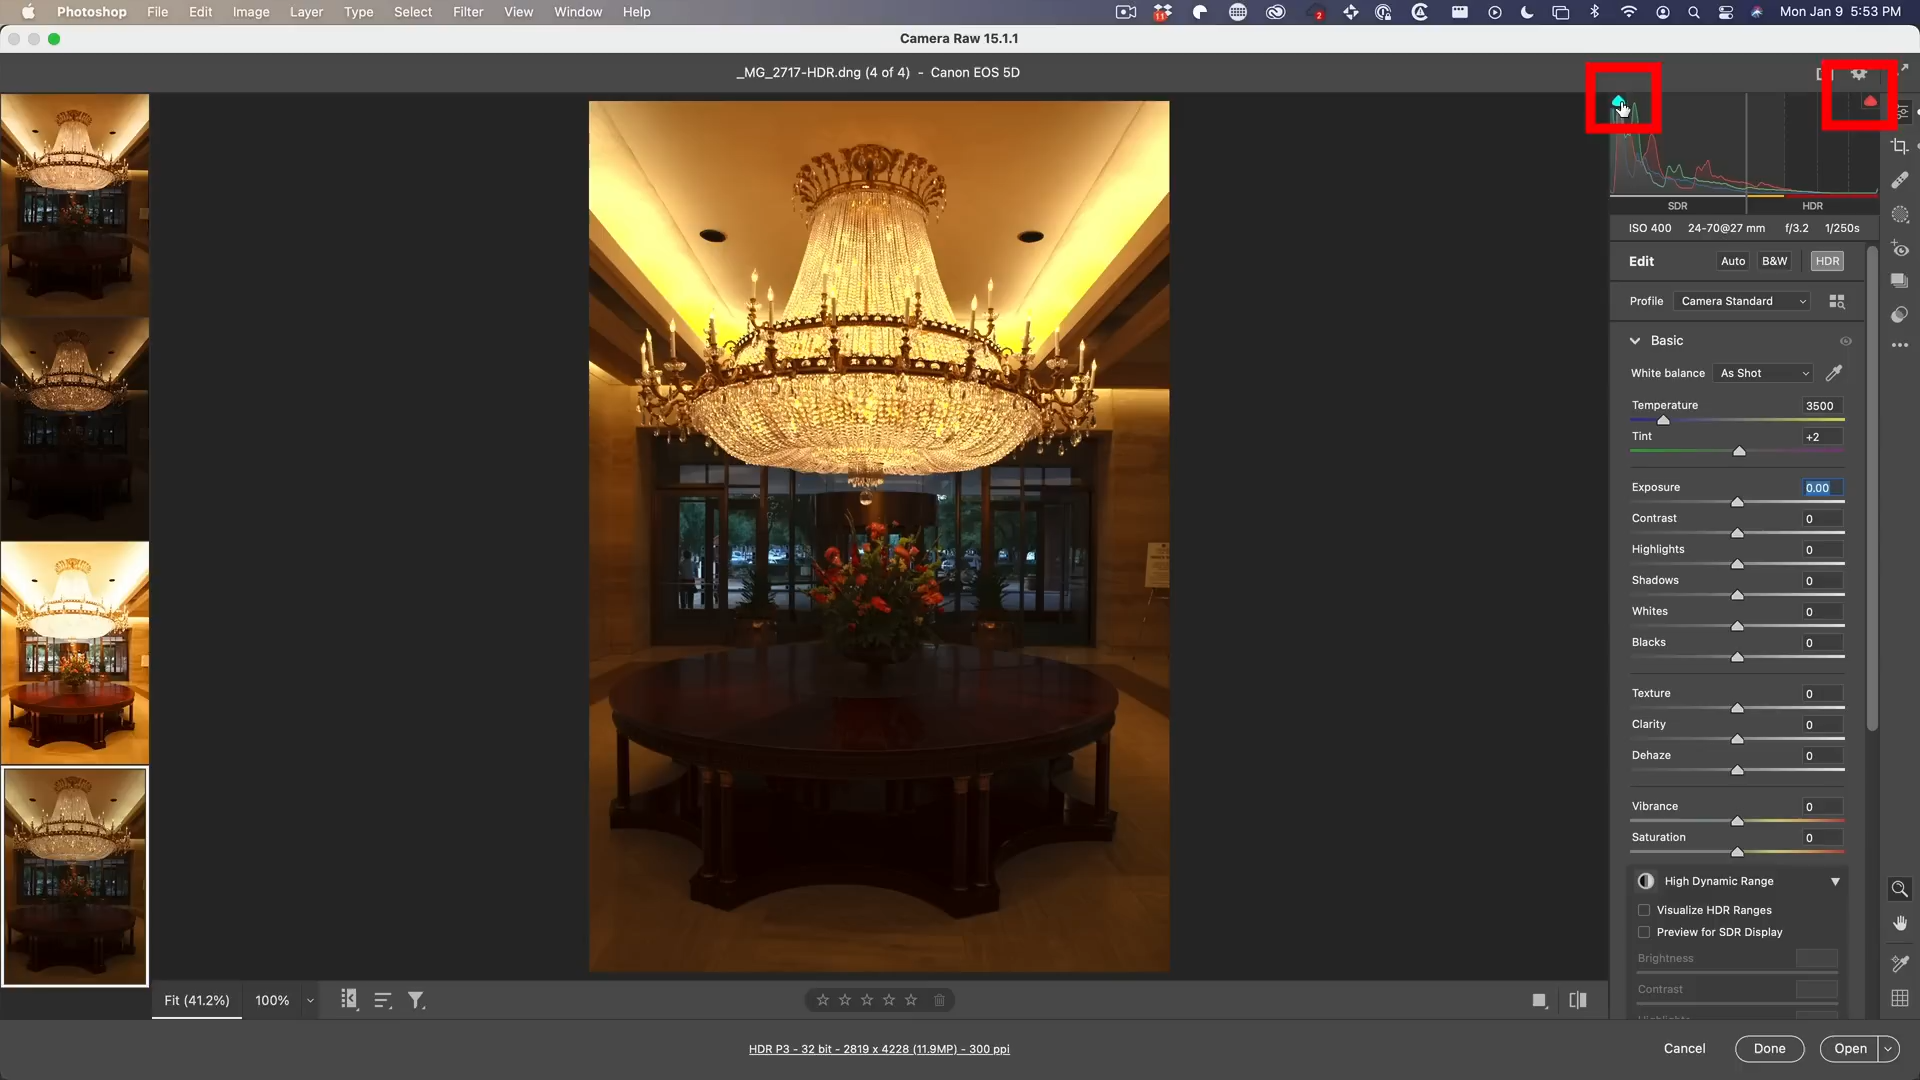 Photoshop File Edit Image Layer Type Select Filter View Window Help 11 2 Mon Jan 9 5:53 PM
Camera Raw 15.1.1
_MG_2717-HDR.dng (4 of 4) - Canon EOS 5D
SDR HDR
ISO 400 24-70@27 mm f/3.2 1/250s
Edit Auto B&W HDR
Profile Camera Standard
Basic
White balance As Shot
Temperature 3500
Tint +2
Exposure 0.00
Contrast 0
Highlights 0
Shadows 0
Whites 0
Blacks 0
Texture 0
Clarity 0
Dehaze 0
Vibrance 0
Saturation 0
High Dynamic Range
Visualize HDR Ranges
Preview for SDR Display
Brightness
Contrast
Highlights
Fit (41.2%) 100%
HDR P3 - 32 bit - 2819 x 4228 (11.9MP) - 300 ppi
Cancel Done Open